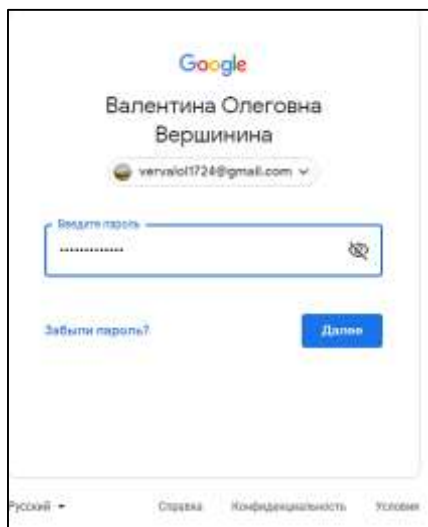 Google
Валентина Олеговна
Вершинина
vervalol1724@gmail.com
Введите пароль
•••••••••••••
Забыли пароль?
Далее
Русский
Справка Конфиденциальность Условия